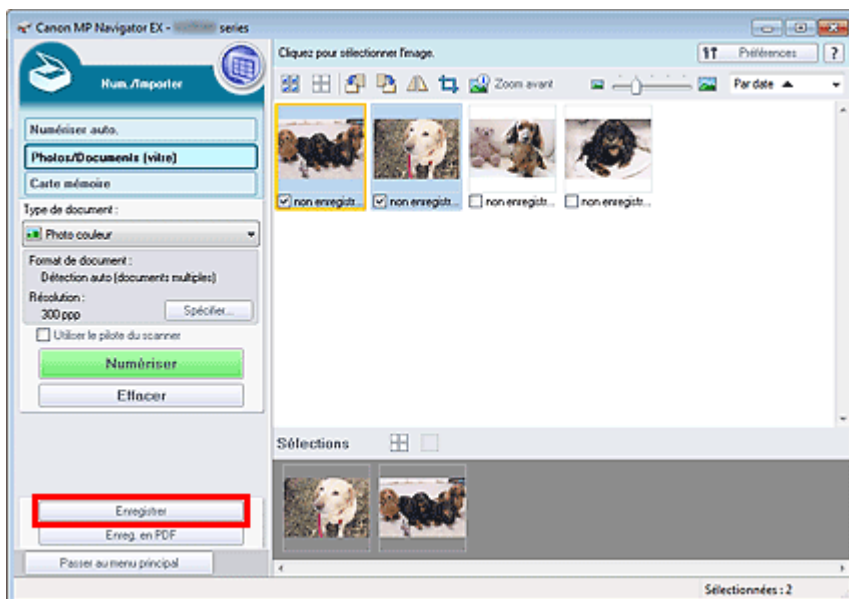 Canon MP Navigator EX - series
Cliquez pour sélectionner l'image.
Préférences
?
Num./Importer
Zoom avant
Par date
Numériser auto.
Photos/Documents (vitre)
Carte mémoire
non enregistr...
non enregistr...
non enregistr...
non enregistr...
Type de document :
Photo couleur
Format de document :
Détection auto (documents multiples)
Résolution :
300 ppp
Spécifier...
Utiliser le pilote du scanner
Numériser
Effacer
Sélections
Enregistrer
Enreg. en PDF
Passer au menu principal
Sélectionnées : 2